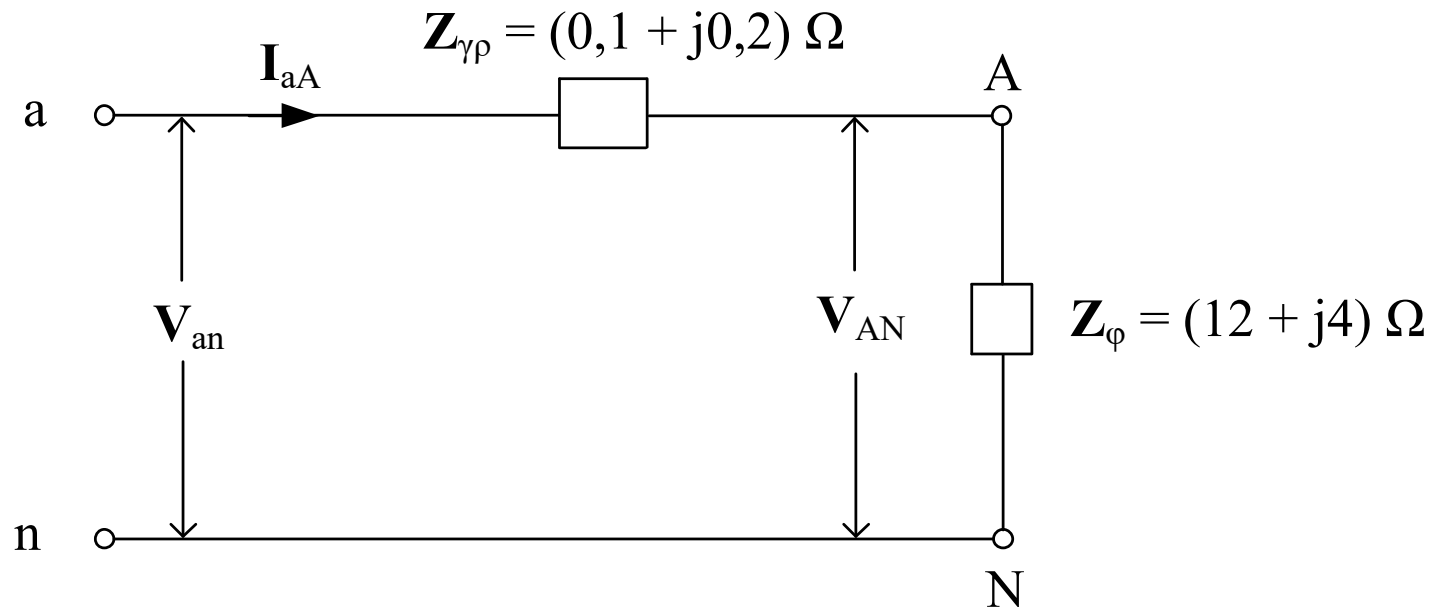 Z_γρ = (0,1 + j0,2) Ω
I_aA
A
a
V_an
V_AN
Z_φ = (12 + j4) Ω
n
N